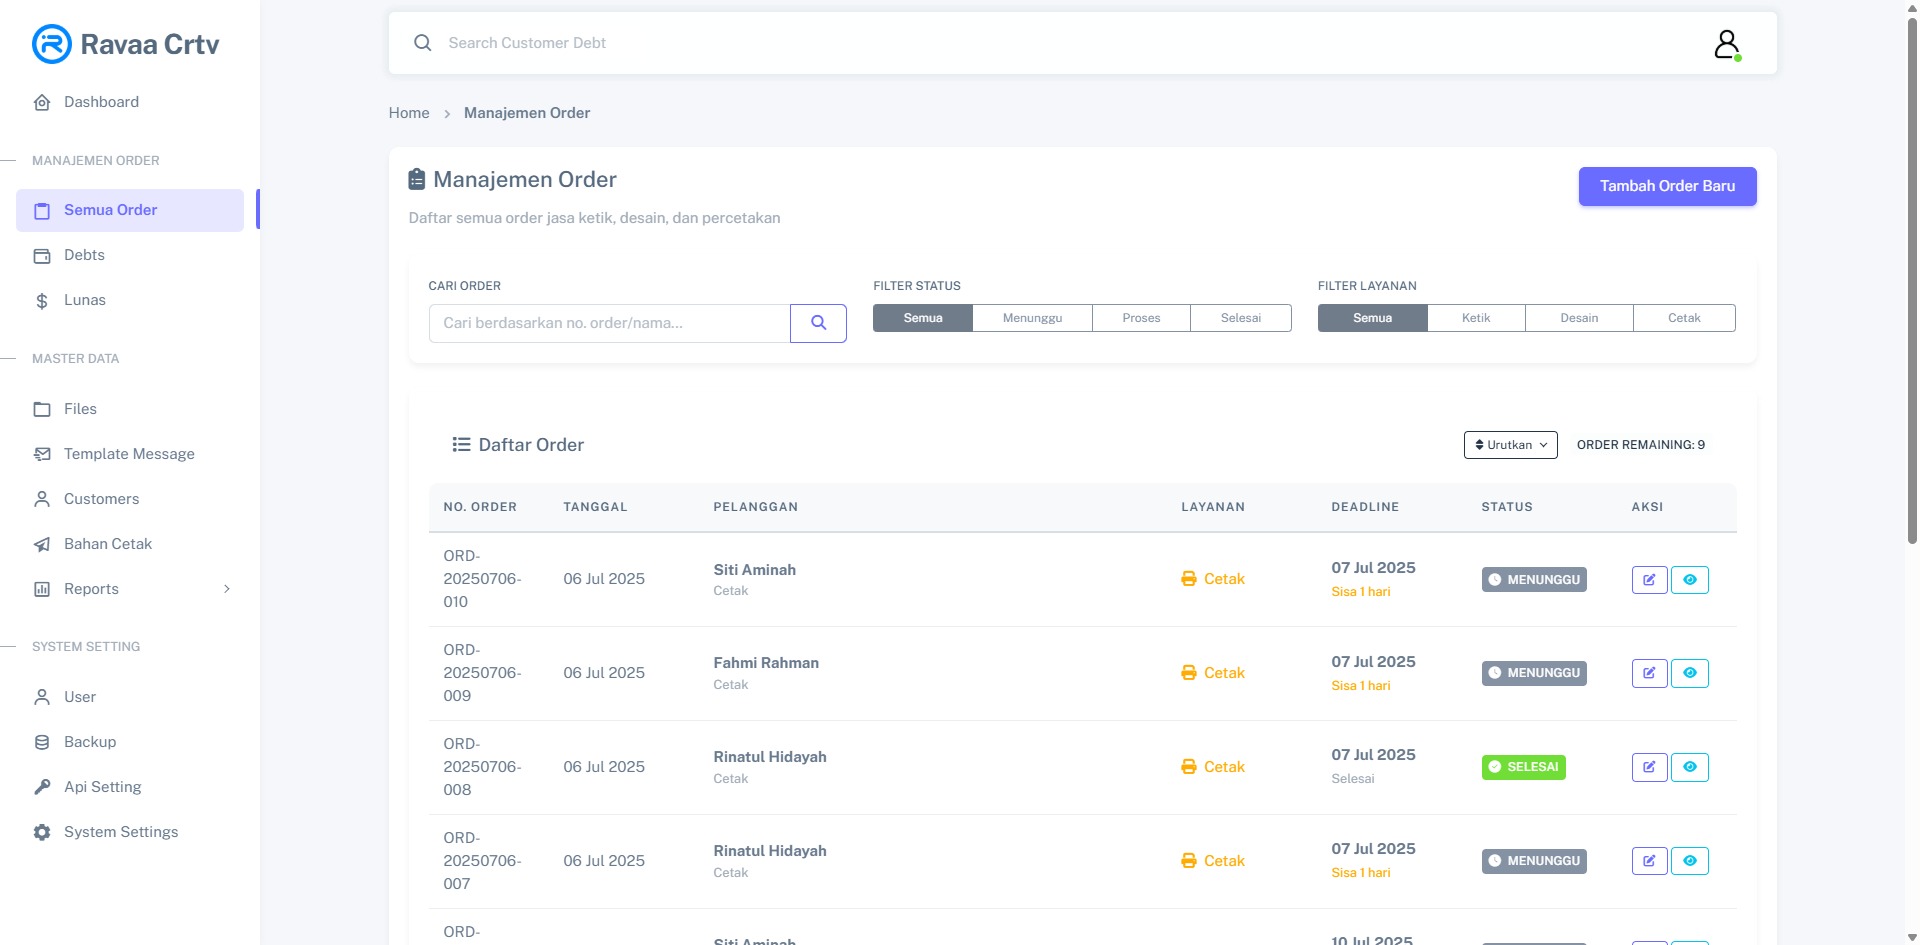 Ravaa Crtv
Dashboard
MANAJEMEN ORDER
Semua Order
Debts
Lunas
MASTER DATA
Files
Template Message
Customers
Bahan Cetak
Reports
SYSTEM SETTING
User
Backup
Api Setting
System Settings
Search Customer Debt
Home > Manajemen Order
Manajemen Order
Tambah Order Baru
Daftar semua order jasa ketik, desain, dan percetakan
CARI ORDER
Cari berdasarkan no. order/nama...
FILTER STATUS
Semua Menunggu Proses Selesai
FILTER LAYANAN
Semua Ketik Desain Cetak
Daftar Order
Urutkan
ORDER REMAINING: 9
NO. ORDER TANGGAL PELANGGAN LAYANAN DEADLINE STATUS AKSI
ORD-
20250706-
010
06 Jul 2025
Siti Aminah
Cetak
Cetak
07 Jul 2025
Sisa 1 hari
MENUNGGU
ORD-
20250706-
009
06 Jul 2025
Fahmi Rahman
Cetak
Cetak
07 Jul 2025
Sisa 1 hari
MENUNGGU
ORD-
20250706-
008
06 Jul 2025
Rinatul Hidayah
Cetak
Cetak
07 Jul 2025
Selesai
SELESAI
ORD-
20250706-
007
06 Jul 2025
Rinatul Hidayah
Cetak
Cetak
07 Jul 2025
Sisa 1 hari
MENUNGGU
ORD-
Siti Aminah
10 Jul 2025